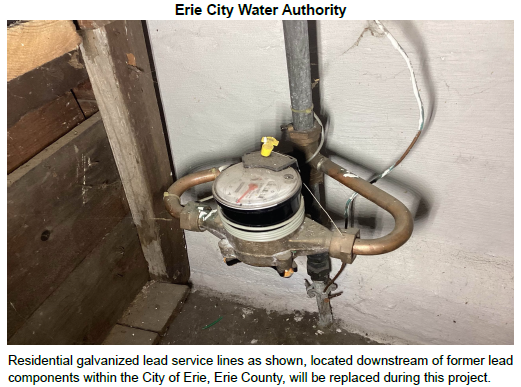 Erie City Water Authority
Residential galvanized lead service lines as shown, located downstream of former lead
components within the City of Erie, Erie County, will be replaced during this project.